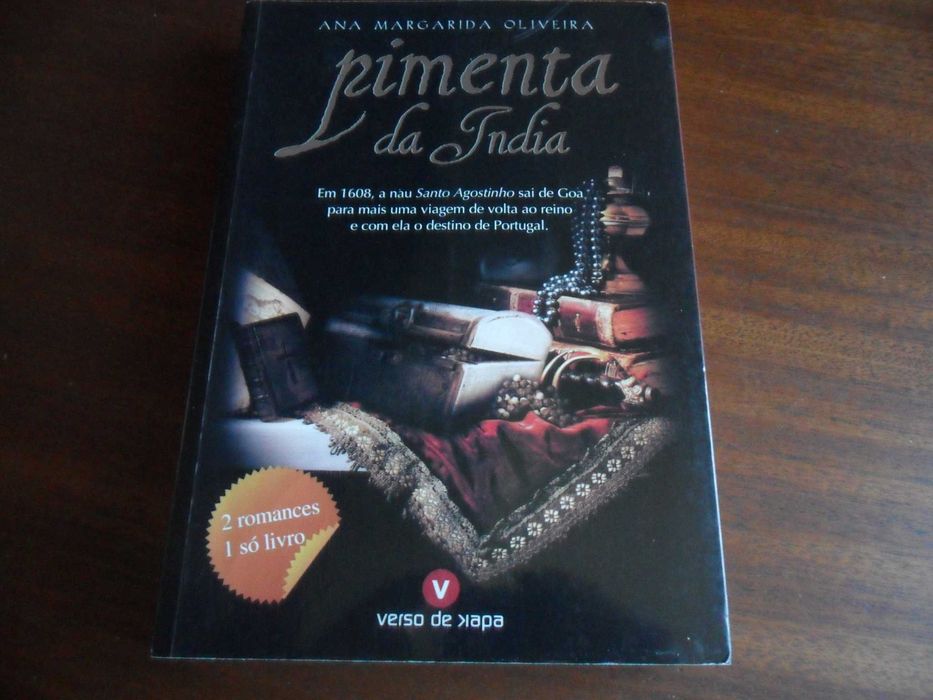 ANA MARGARIDA OLIVEIRA
pimenta
da Índia
Em 1608, a nau Santo Agostinho sai de Goa
para mais uma viagem de volta ao reino
e com ela o destino de Portugal.
2 romances
1 só livro
V
verso de kapa